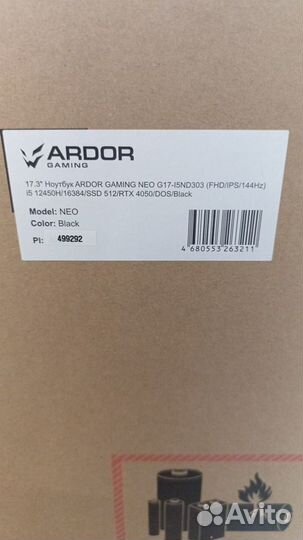 ARDOR
GAMING
17.3" Ноутбук ARDOR GAMING NEO G17-I5ND303 (FHD/IPS/144Hz)
i5 12450H/16384/SSD 512/RTX 4050/DOS/Black
Model: NEO
Color: Black
PI: 499292
4 680553 263211
Avito